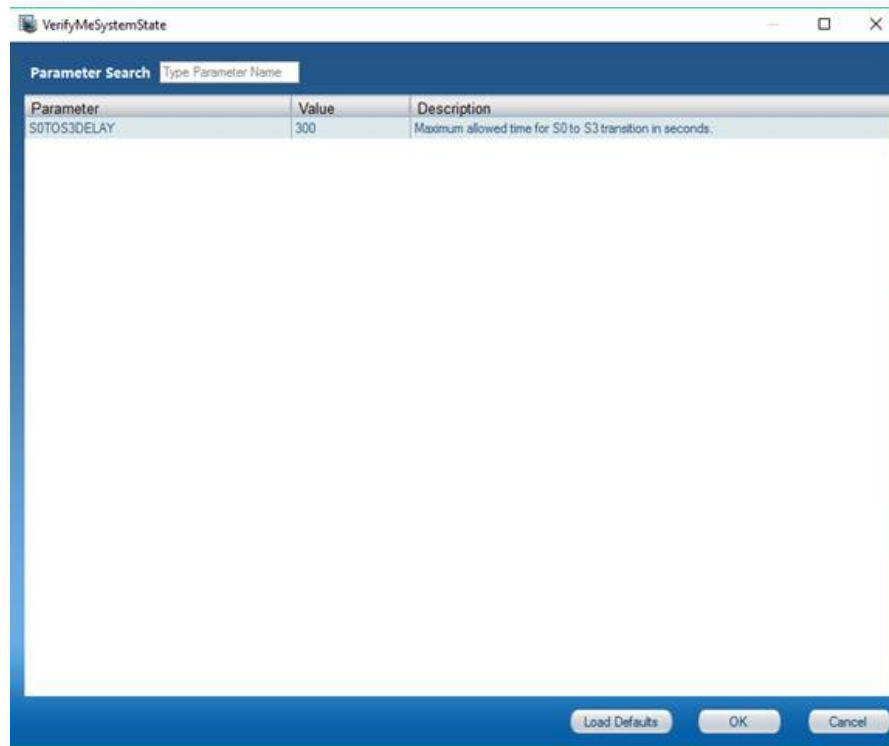 VerifyMeSystemState
Parameter Search Type Parameter Name
Parameter Value Description
S0TOS3DELAY 300 Maximum allowed time for S0 to S3 transition in seconds.
Load Defaults OK Cancel